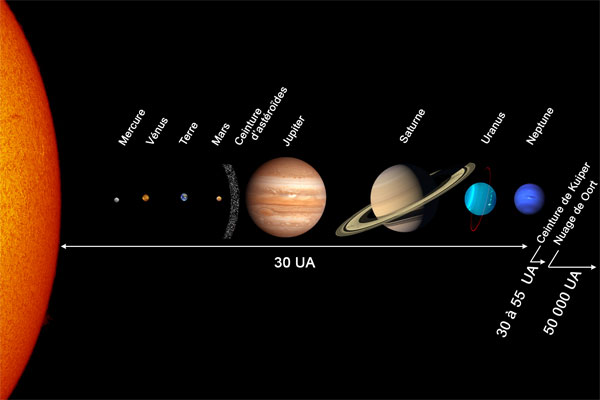 Mercure
Vénus
Terre
Mars
Ceinture
d'astéroïdes
Jupiter
Saturne
Uranus
Neptune
Ceinture de Kuiper
Nuage de Oort
30 UA
30 à 55 UA
50 000 UA